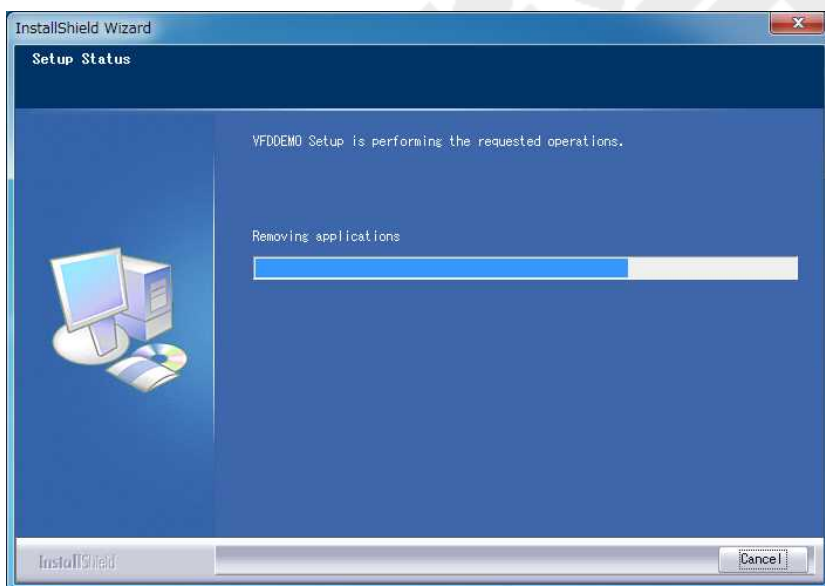 InstallShield Wizard
Setup Status
VFDDEMO Setup is performing the requested operations.
Removing applications
InstallShield
Cancel